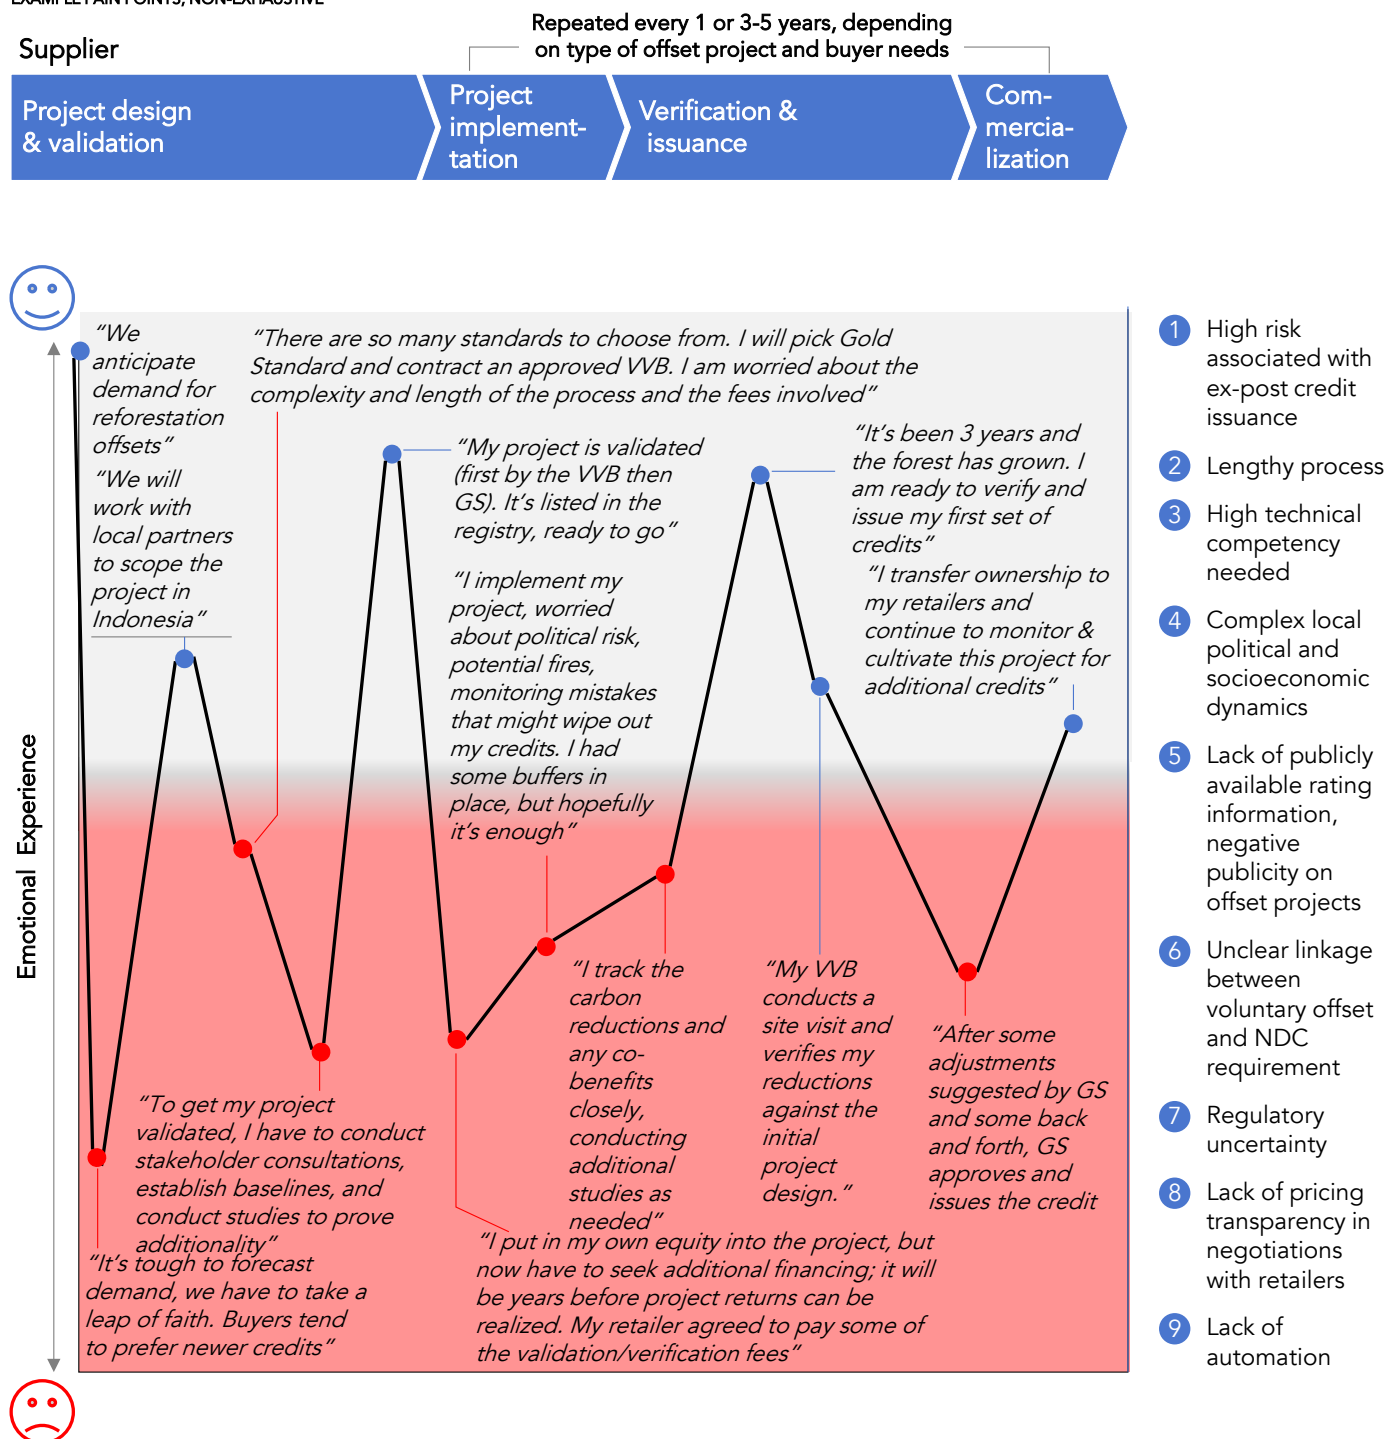 EXAMPLE PAIN POINTS, NON-EXHAUSTIVE
Supplier
Repeated every 1 or 3-5 years, depending
on type of offset project and buyer needs
Project design
& validation
Project
implement-
tation
Verification &
issuance
Com-
mercia-
lization
“We
anticipate
demand for
reforestation
offsets”
“We will
work with
local partners
to scope the
project in
Indonesia”
“There are so many standards to choose from. I will pick Gold
Standard and contract an approved VVB. I am worried about the
complexity and length of the process and the fees involved”
“My project is validated
(first by the VVB then
GS). It’s listed in the
registry, ready to go”
“I implement my
project, worried
about political risk,
potential fires,
monitoring mistakes
that might wipe out
my credits. I had
some buffers in
place, but hopefully
it’s enough”
“It’s been 3 years and
the forest has grown. I
am ready to verify and
issue my first set of
credits”
“I transfer ownership to
my retailers and
continue to monitor &
cultivate this project for
additional credits”
Emotional Experience
“I track the
carbon
reductions and
any co-
benefits
closely,
conducting
additional
studies as
needed”
“My VVB
conducts a
site visit and
verifies my
reductions
against the
initial
project
design.”
“After some
adjustments
suggested by GS
and some back
and forth, GS
approves and
issues the credit
“To get my project
validated, I have to conduct
stakeholder consultations,
establish baselines, and
conduct studies to prove
additionality”
“It’s tough to forecast
demand, we have to take a
leap of faith. Buyers tend
to prefer newer credits”
“I put in my own equity into the project, but
now have to seek additional financing; it will
be years before project returns can be
realized. My retailer agreed to pay some of
the validation/verification fees”
1 High risk
associated with
ex-post credit
issuance
2 Lengthy process
3 High technical
competency
needed
4 Complex local
political and
socioeconomic
dynamics
5 Lack of publicly
available rating
information,
negative
publicity on
offset projects
6 Unclear linkage
between
voluntary offset
and NDC
requirement
7 Regulatory
uncertainty
8 Lack of pricing
transparency in
negotiations
with retailers
9 Lack of
automation